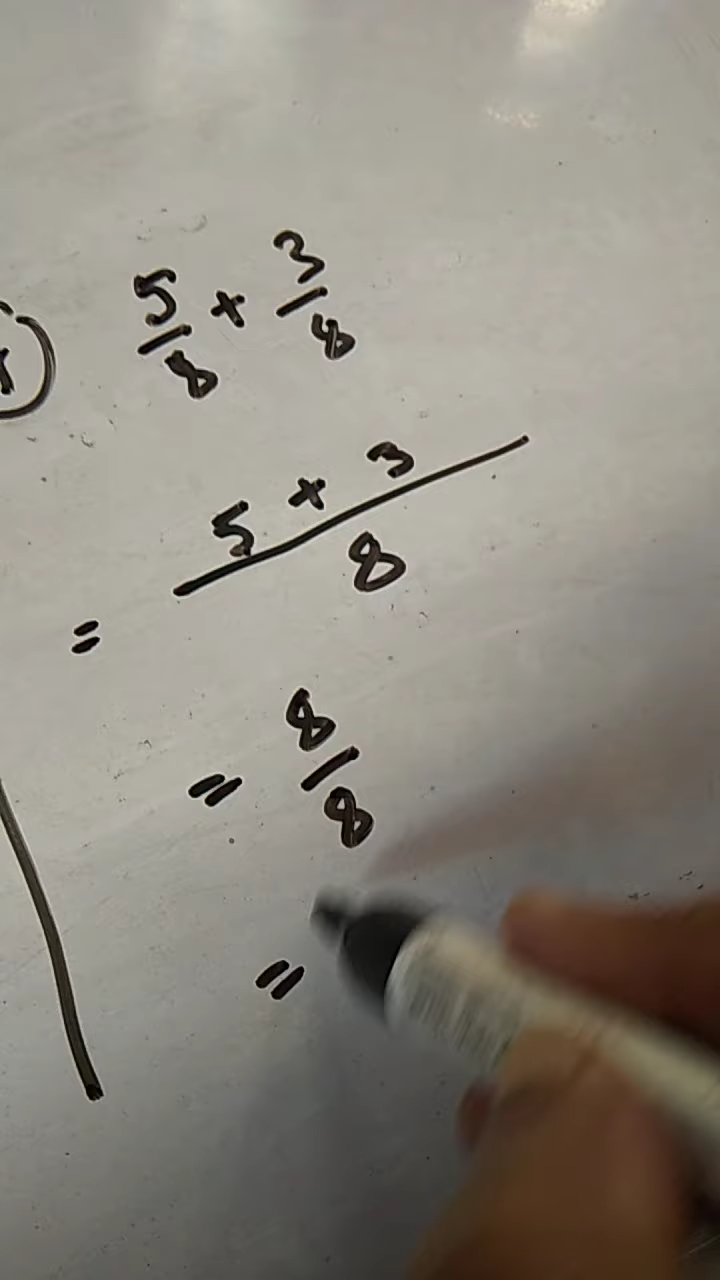 5/8 + 3/8
= 5 + 3 / 8
= 8/8
=